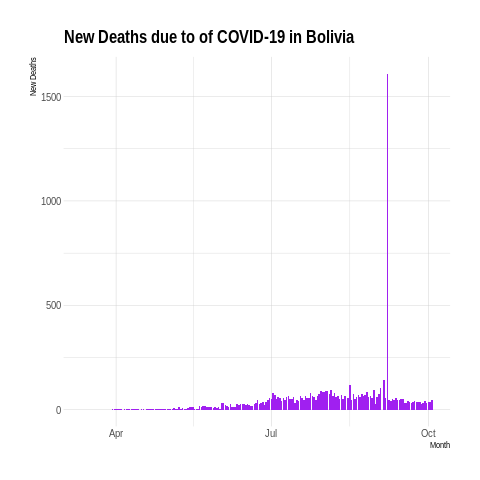 New Deaths due to of COVID-19 in Bolivia
New Deaths
1500
1000
500
0
Apr
Jul
Oct
Month